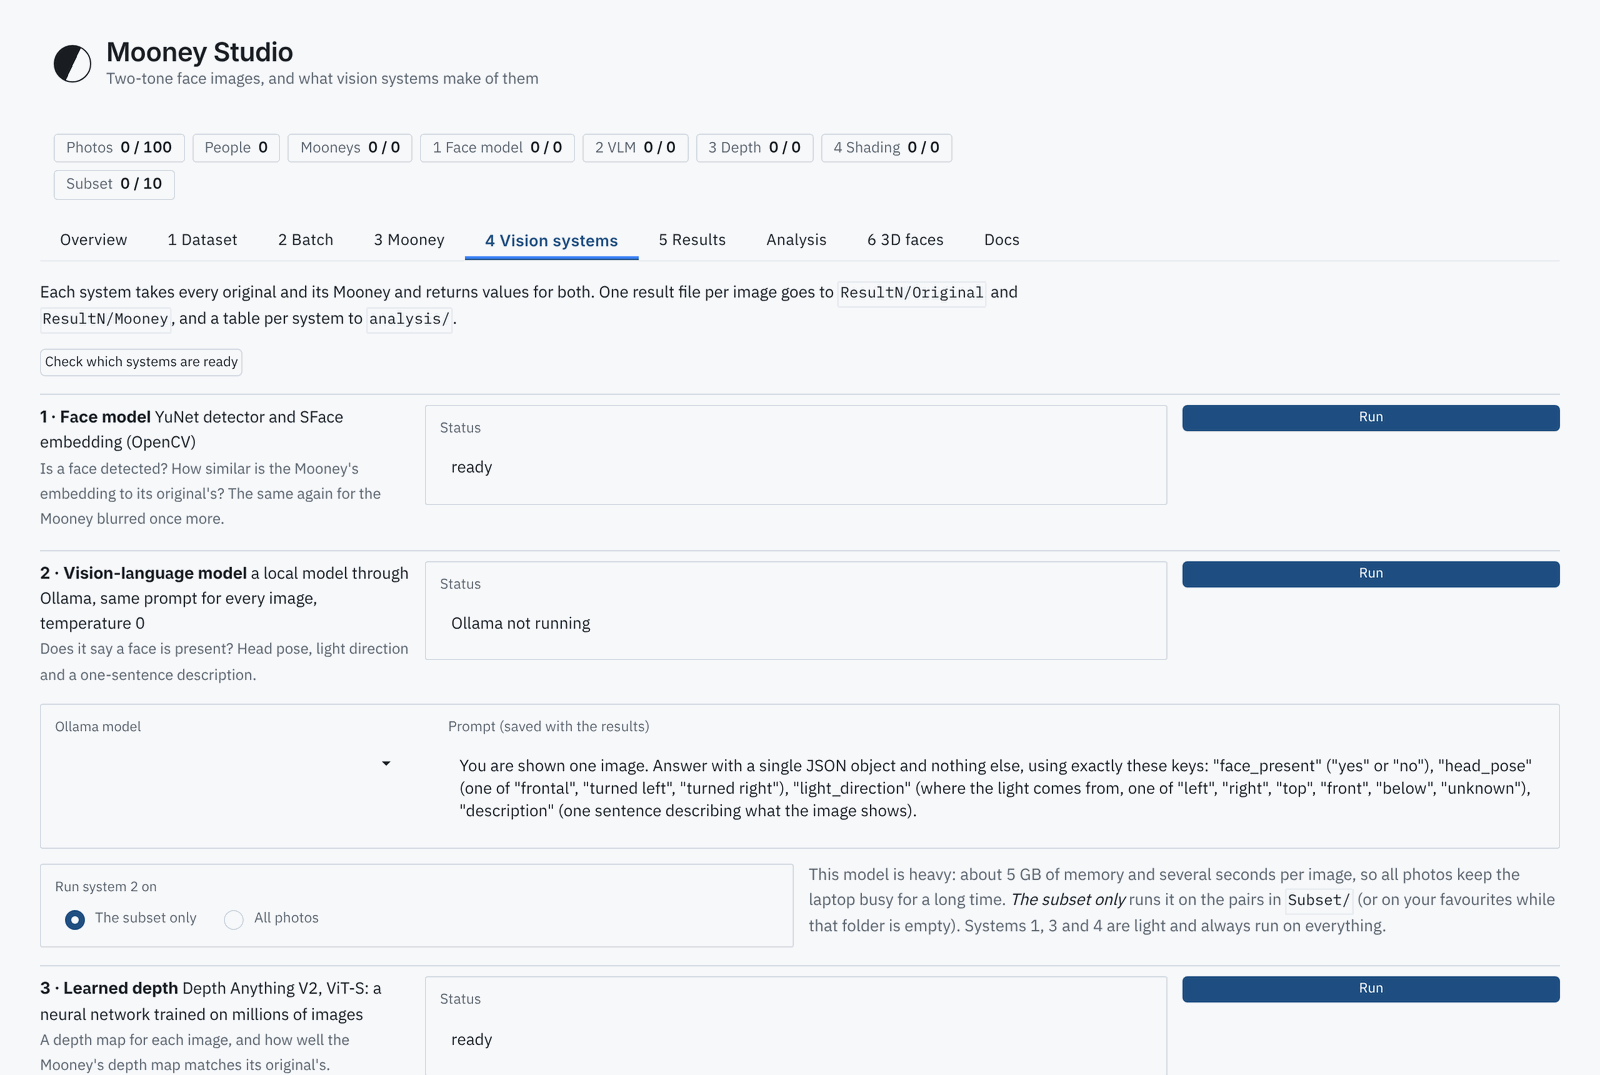 Mooney Studio
Two-tone face images, and what vision systems make of them
Photos 0 / 100
People 0
Mooneys 0 / 0
1 Face model 0 / 0
2 VLM 0 / 0
3 Depth 0 / 0
4 Shading 0 / 0
Subset 0 / 10
Overview
1 Dataset
2 Batch
3 Mooney
4 Vision systems
5 Results
Analysis
6 3D faces
Docs
Each system takes every original and its Mooney and returns values for both. One result file per image goes to ResultN/Original and
ResultN/Mooney, and a table per system to analysis/.
Check which systems are ready
1 · Face model YuNet detector and SFace
embedding (OpenCV)
Is a face detected? How similar is the Mooney's
embedding to its original's? The same again for the
Mooney blurred once more.
Status
ready
Run
2 · Vision-language model a local model through
Ollama, same prompt for every image,
temperature 0
Does it say a face is present? Head pose, light direction
and a one-sentence description.
Status
Ollama not running
Run
Ollama model
Prompt (saved with the results)
You are shown one image. Answer with a single JSON object and nothing else, using exactly these keys: "face_present" ("yes" or "no"), "head_pose"
(one of "frontal", "turned left", "turned right"), "light_direction" (where the light comes from, one of "left", "right", "top", "front", "below", "unknown"),
"description" (one sentence describing what the image shows).
Run system 2 on
The subset only
All photos
This model is heavy: about 5 GB of memory and several seconds per image, so all photos keep the
laptop busy for a long time. The subset only runs it on the pairs in Subset/ (or on your favourites while
that folder is empty). Systems 1, 3 and 4 are light and always run on everything.
3 · Learned depth Depth Anything V2, ViT-S: a
neural network trained on millions of images
A depth map for each image, and how well the
Mooney's depth map matches its original's.
Status
ready
Run